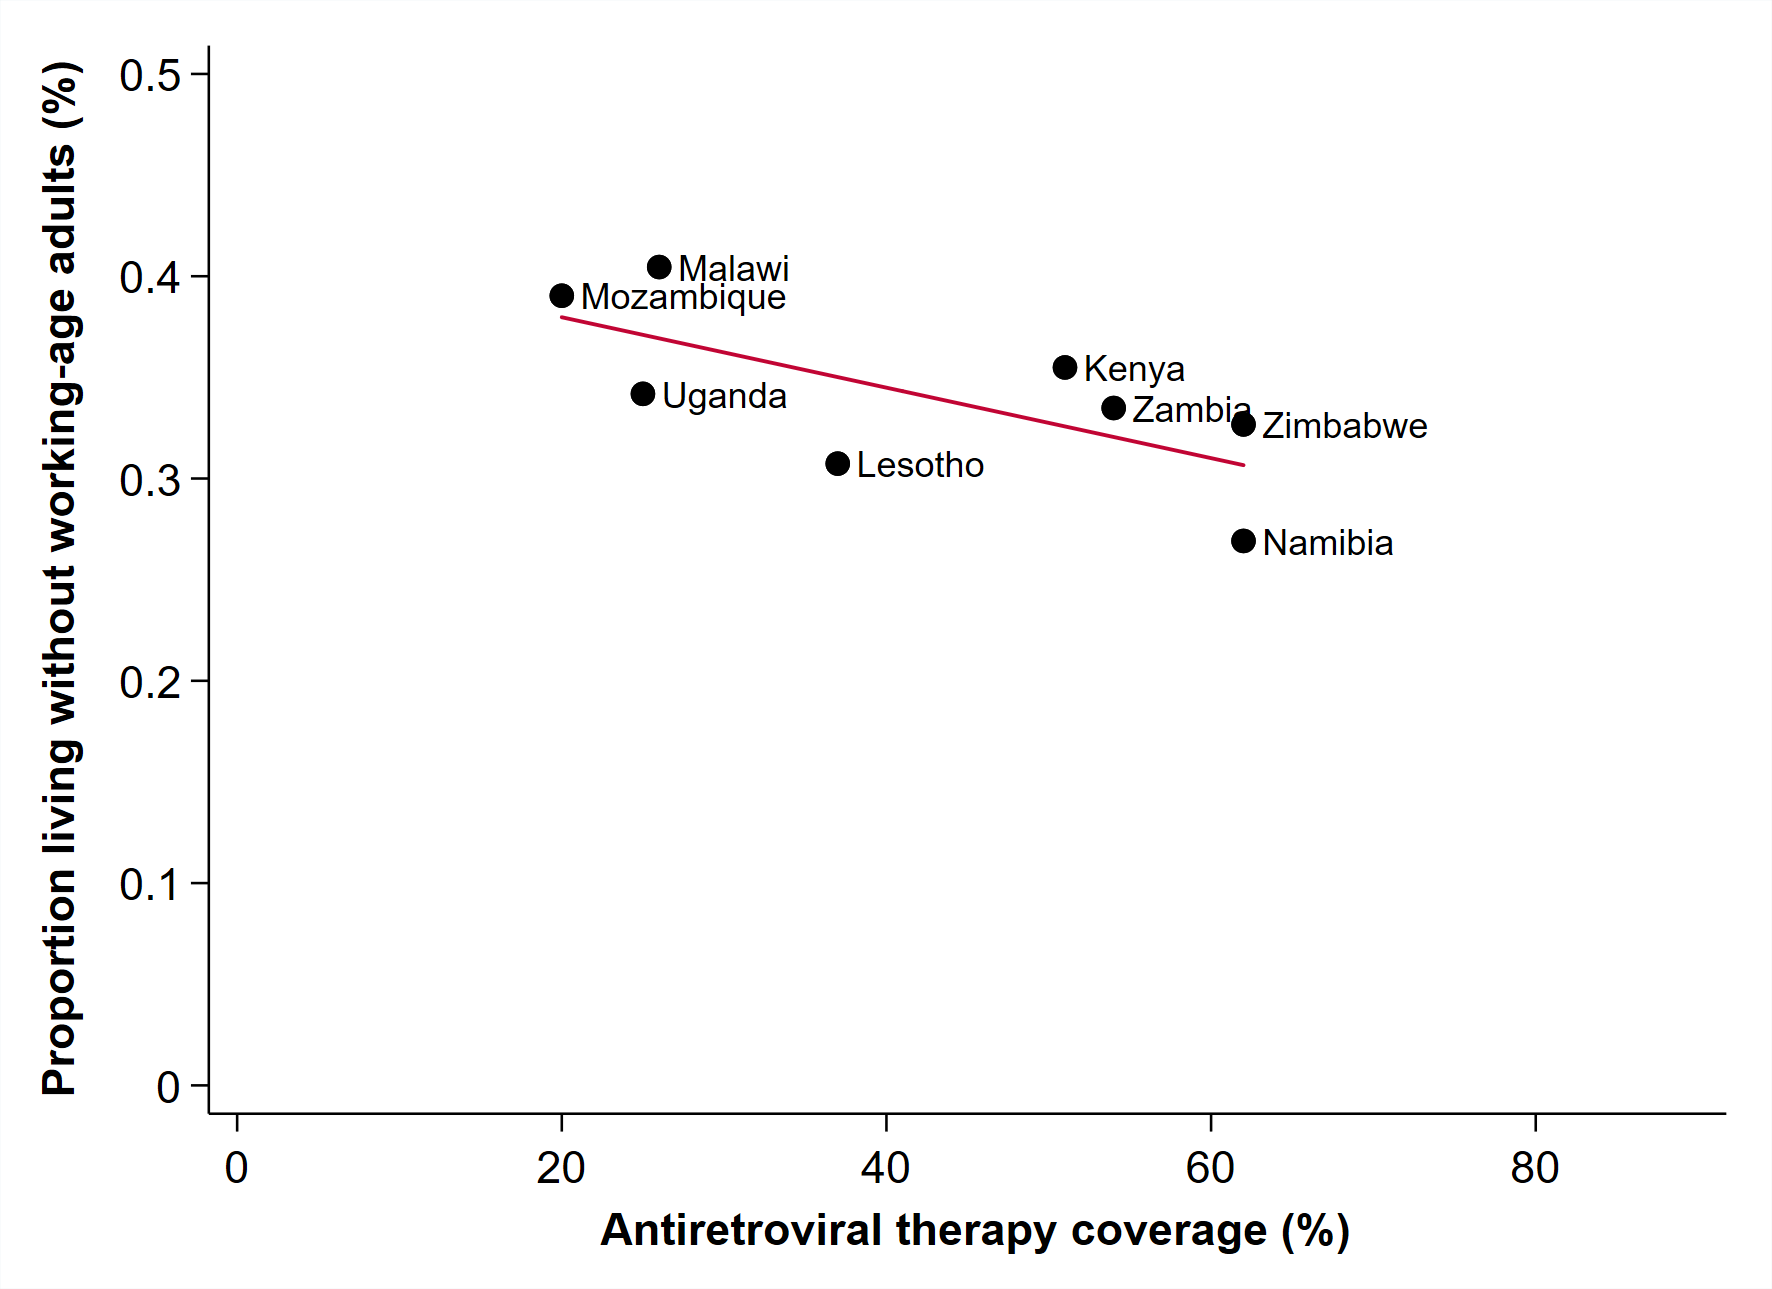 Proportion living without working-age adults (%)
0.5
0.4
0.3
0.2
0.1
0
Malawi
Mozambique
Kenya
Uganda
Zambia
Zimbabwe
Lesotho
Namibia
0 20 40 60 80
Antiretroviral therapy coverage (%)